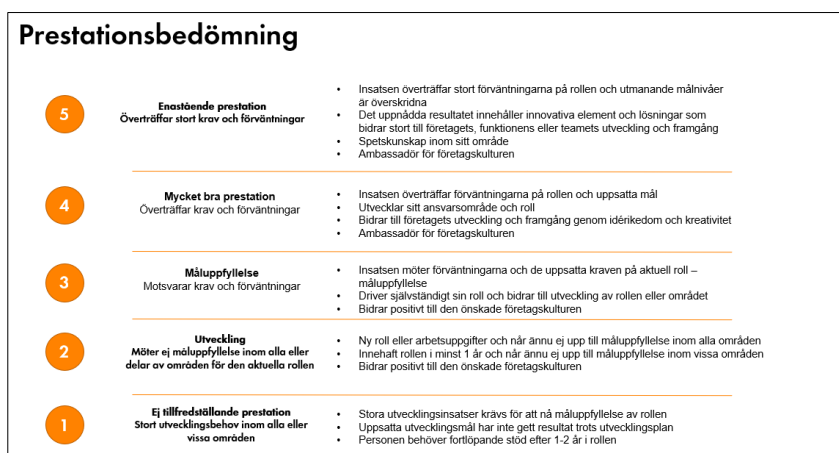 Prestationsbedömning
5
Enastående prestation
Överträffar stort krav och förväntningar
• Insatsen överträffar stort förväntningarna på rollen och utmanande målnivåer
är överskridna
• Det uppnådda resultatet innehåller innovativa element och lösningar som
bidrar stort till företagets, funktionens eller teamets utveckling och framgång
• Spetskunskap inom sitt område
• Ambassadör för företagskulturen
4
Mycket bra prestation
Överträffar krav och förväntningar
• Insatsen överträffar förväntningarna på rollen och uppsatta mål
• Utvecklar sitt ansvarsområde och roll
• Bidrar till företagets utveckling och framgång genom idérikedom och kreativitet
• Ambassadör för företagskulturen
3
Måluppfyllelse
Motsvarar krav och förväntningar
• Insatsen möter förväntningarna och de uppsatta kraven på aktuell roll –
måluppfyllelse
• Driver självständigt sin roll och bidrar till utveckling av rollen eller området
• Bidrar positivt till den önskade företagskulturen
2
Utveckling
Möter ej måluppfyllelse inom alla eller
delar av områden för den aktuella rollen
• Ny roll eller arbetsuppgifter och når ännu ej upp till måluppfyllelse inom alla områden
• Innehaft rollen i minst 1 år och når ännu ej upp till måluppfyllelse inom vissa områden
• Bidrar positivt till den önskade företagskulturen
1
Ej tillfredställande prestation
Stort utvecklingsbehov inom alla eller
vissa områden
• Stora utvecklingsinsatser krävs för att nå måluppfyllelse av rollen
• Uppsatta utvecklingsmål har inte gett resultat trots utvecklingsplan
• Personen behöver fortlöpande stöd efter 1-2 år i rollen